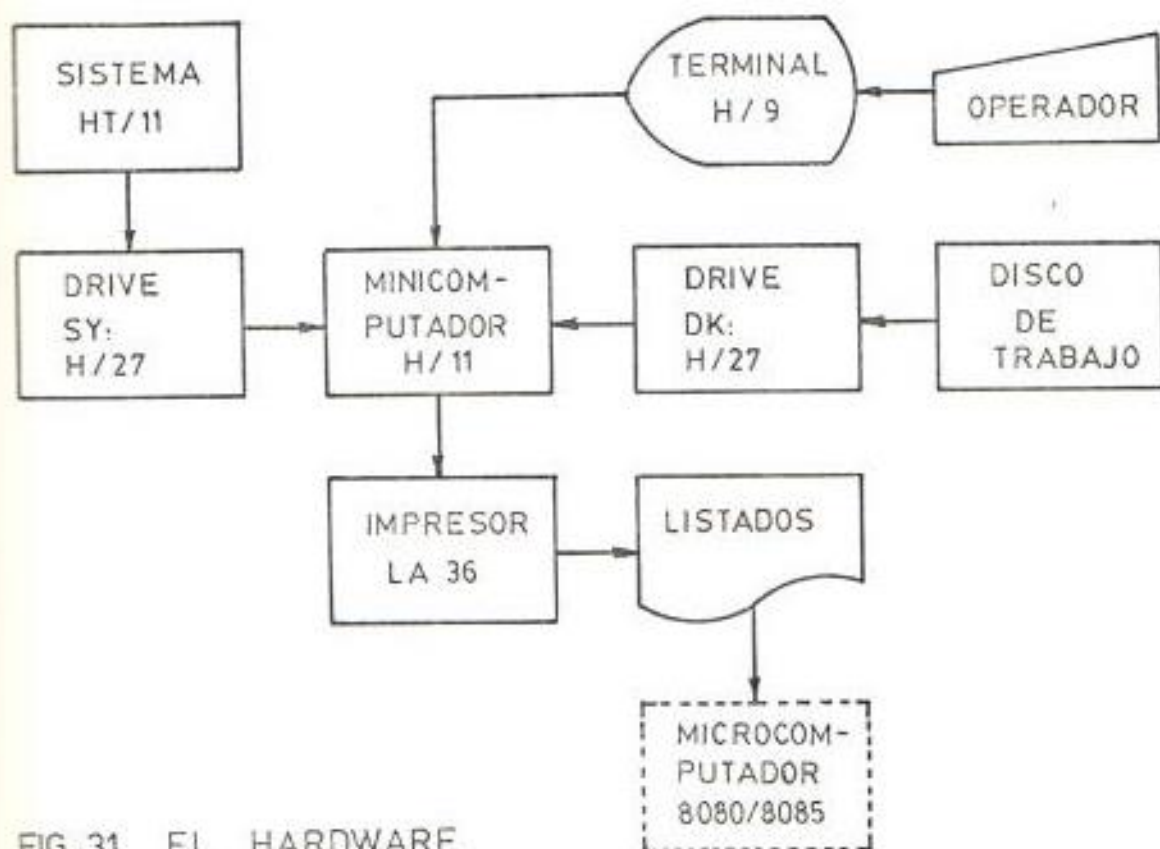 SISTEMA
HT/11
TERMINAL
H/9
OPERADOR
DRIVE
SY:
H/27
MINICOM-
PUTADOR
H/11
DRIVE
DK:
H/27
DISCO
DE
TRABAJO
IMPRESOR
LA 36
LISTADOS
MICROCOM-
PUTADOR
8080/8085
FIG. 31 EL HARDWARE